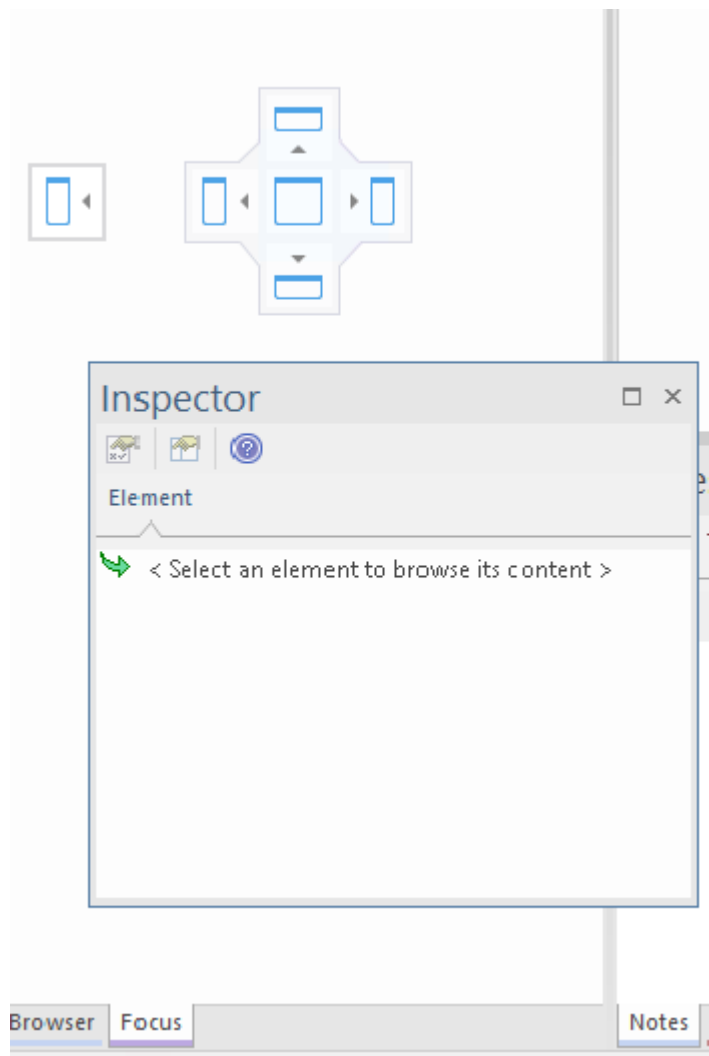 Inspector
Element
< Select an element to browse its content >
Browser Focus Notes